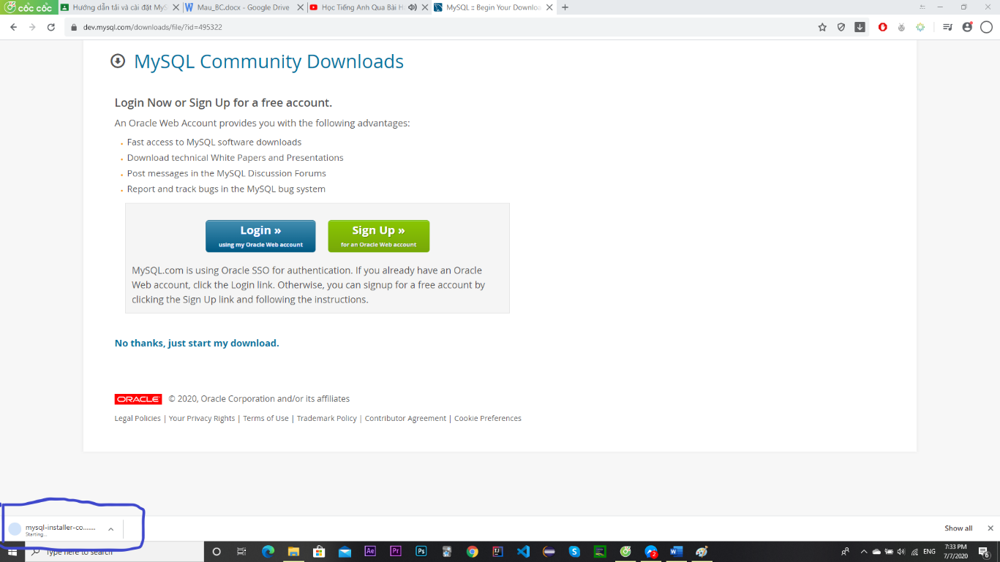 cốc cốc
Hướng dẫn tải và cài đặt MyS
Mau_BC.docx - Google Drive
Học Tiếng Anh Qua Bài H
MySQL :: Begin Your Downloa
dev.mysql.com/downloads/file/?id=495322
MySQL Community Downloads
Login Now or Sign Up for a free account.
An Oracle Web Account provides you with the following advantages:
Fast access to MySQL software downloads
Download technical White Papers and Presentations
Post messages in the MySQL Discussion Forums
Report and track bugs in the MySQL bug system
Login »
using my Oracle Web account
Sign Up »
for an Oracle Web account
MySQL.com is using Oracle SSO for authentication. If you already have an Oracle
Web account, click the Login link. Otherwise, you can signup for a free account by
clicking the Sign Up link and following the instructions.
No thanks, just start my download.
ORACLE © 2020, Oracle Corporation and/or its affiliates
Legal Policies | Your Privacy Rights | Terms of Use | Trademark Policy | Contributor Agreement | Cookie Preferences
mysql-installer-co.......
Starting...
Show all
Type here to search
Ae
Pr
Ps
2
ENG
7:33 PM
7/7/2020
6